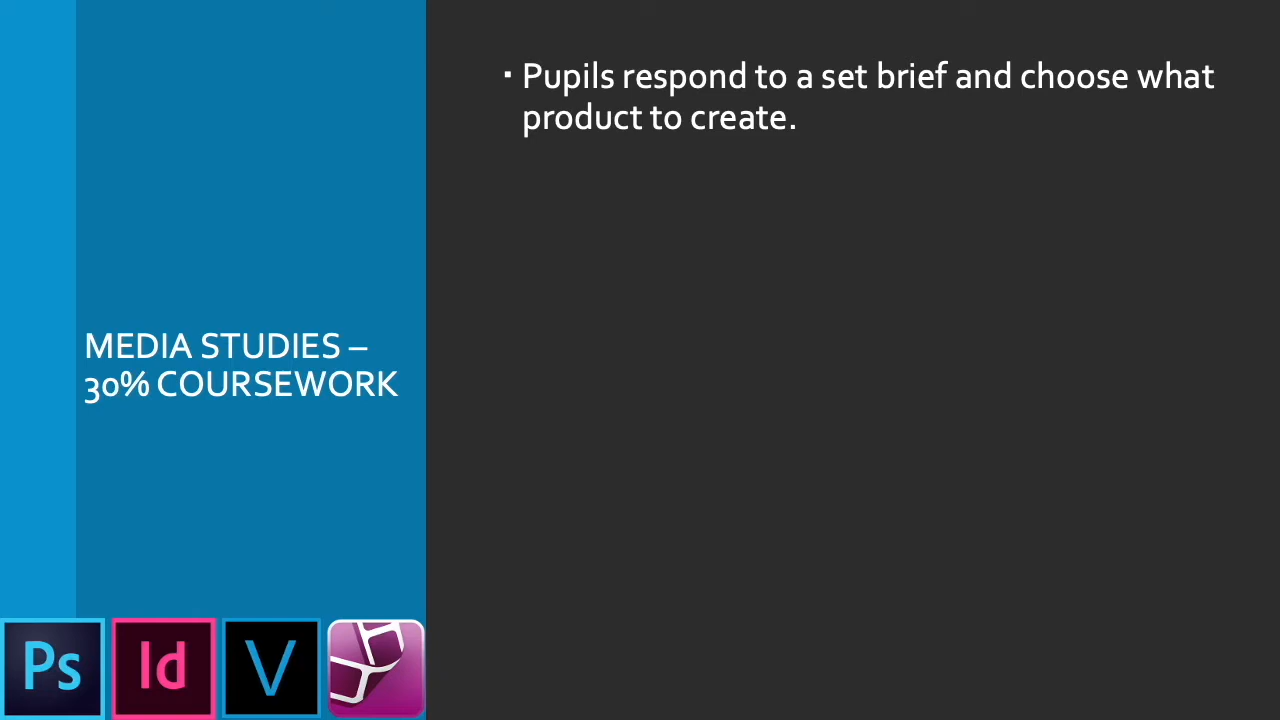 ▪ Pupils respond to a set brief and choose what
product to create.
MEDIA STUDIES –
30% COURSEWORK
Ps
Id
V